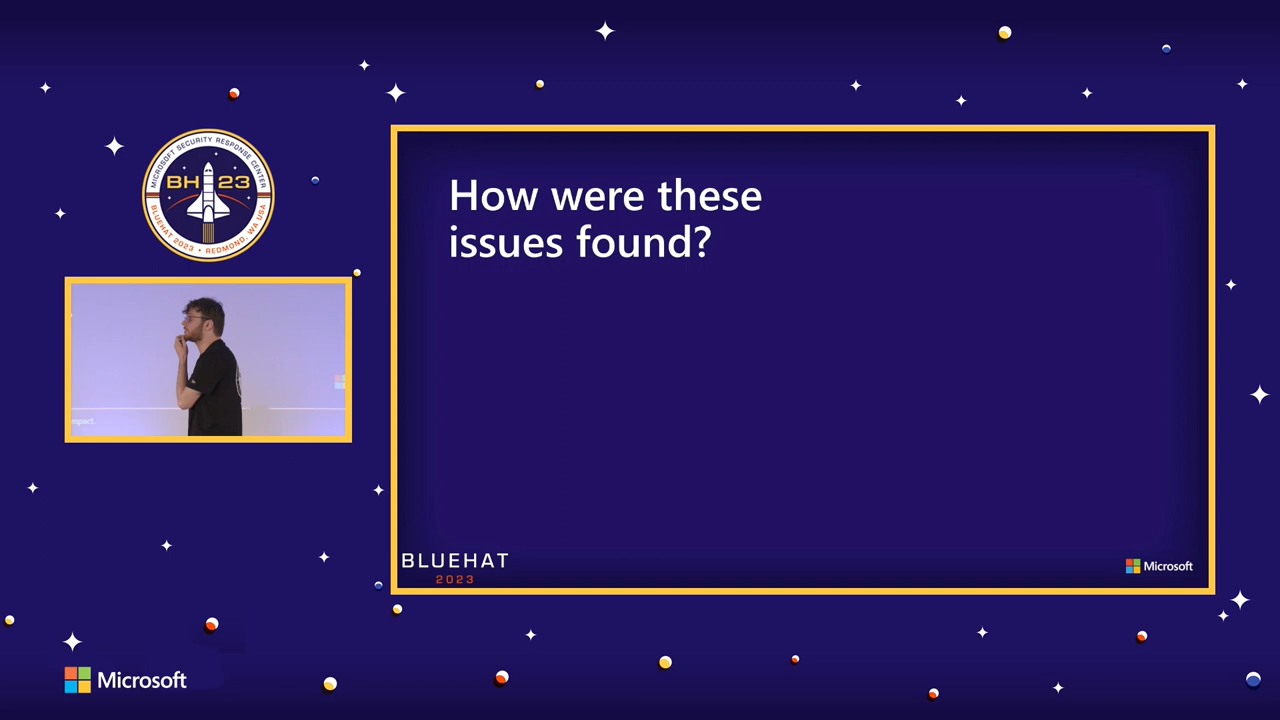 MICROSOFT SECURITY RESPONSE CENTER
BH 23
BLUEHAT 2023 • REDMOND, WA USA
How were these
issues found?
mpact.
BLUEHAT
2023
Microsoft
Microsoft